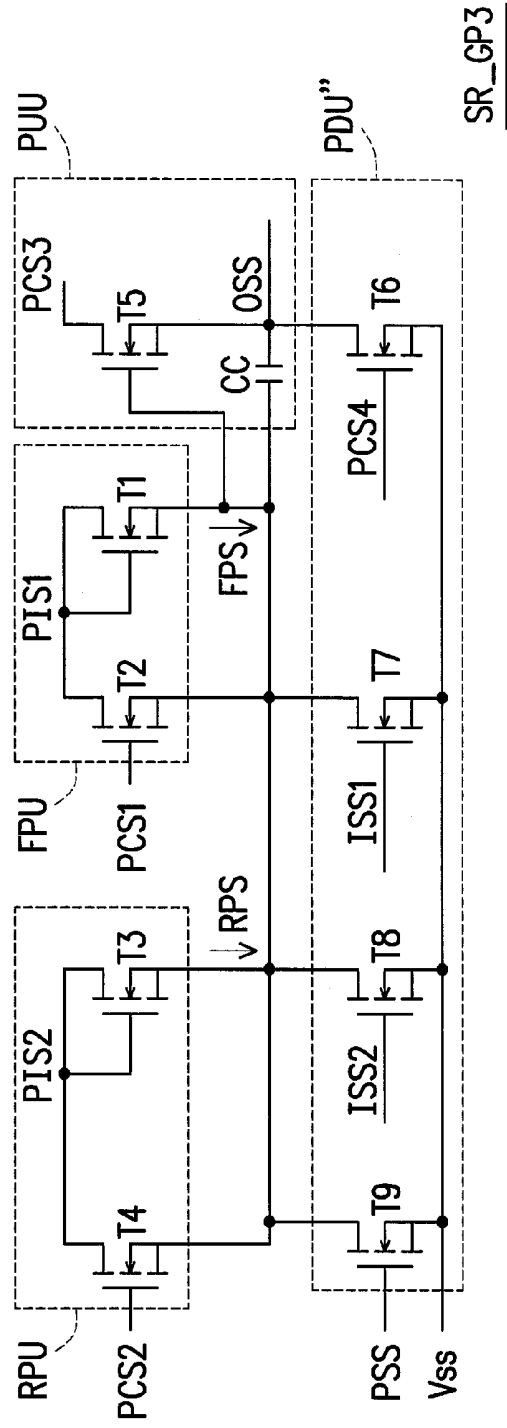 RPU
FPU
PUU
PIS2
PIS1
PCS3
T4
T3
T2
T1
T5
PCS2
PCS1
RPS
FPS
CC
OSS
PDU”
T9
T8
T7
T6
PSS
ISS2
ISS1
PCS4
Vss
SR_GP3